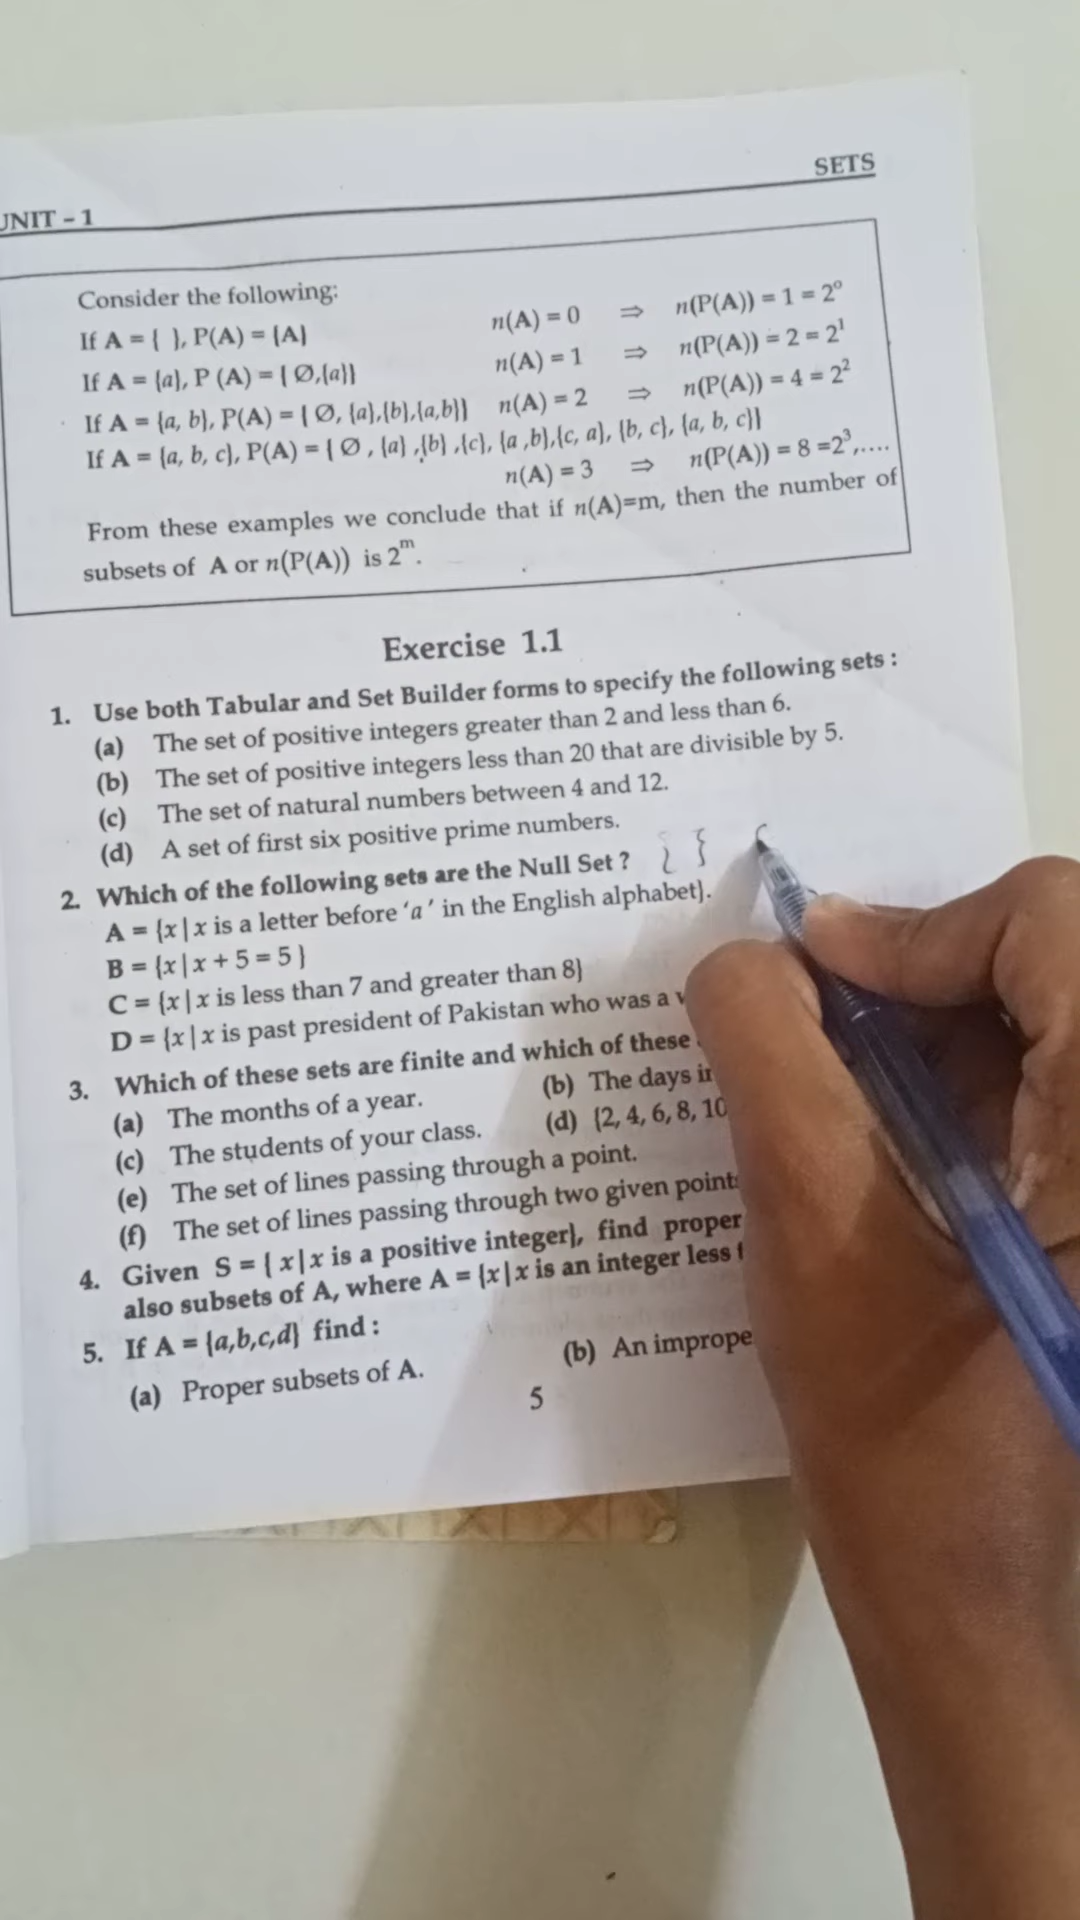 UNIT - 1
SETS
Consider the following:
If A = { }, P(A) = {A} n(A) = 0 ⇒ n(P(A)) = 1 = 2⁰
If A = {a}, P (A) = { Ø,{a}} n(A) = 1 ⇒ n(P(A)) = 2 = 2¹
If A = {a, b}, P(A) = { Ø, {a},{b},{a,b}} n(A) = 2 ⇒ n(P(A)) = 4 = 2²
If A = {a, b, c}, P(A) = { Ø , {a} ,{b} ,{c}, {a ,b},{c, a}, {b, c}, {a, b, c}}
n(A) = 3 ⇒ n(P(A)) = 8 =2³,....
From these examples we conclude that if n(A)=m, then the number of
subsets of A or n(P(A)) is 2ᵐ.
Exercise 1.1
1. Use both Tabular and Set Builder forms to specify the following sets :
(a) The set of positive integers greater than 2 and less than 6.
(b) The set of positive integers less than 20 that are divisible by 5.
(c) The set of natural numbers between 4 and 12.
(d) A set of first six positive prime numbers.
2. Which of the following sets are the Null Set ? { }
A = {x|x is a letter before 'a' in the English alphabet}.
B = {x|x + 5 = 5 }
C = {x|x is less than 7 and greater than 8}
D = {x|x is past president of Pakistan who was a
3. Which of these sets are finite and which of these
(a) The months of a year. (b) The days
(c) The students of your class. (d) {2, 4, 6, 8, 10
(e) The set of lines passing through a point.
(f) The set of lines passing through two given
4. Given S = { x|x is a positive integer}, find proper
also subsets of A, where A = {x|x is an integer less
5. If A = {a,b,c,d} find :
(a) Proper subsets of A. (b) An
5